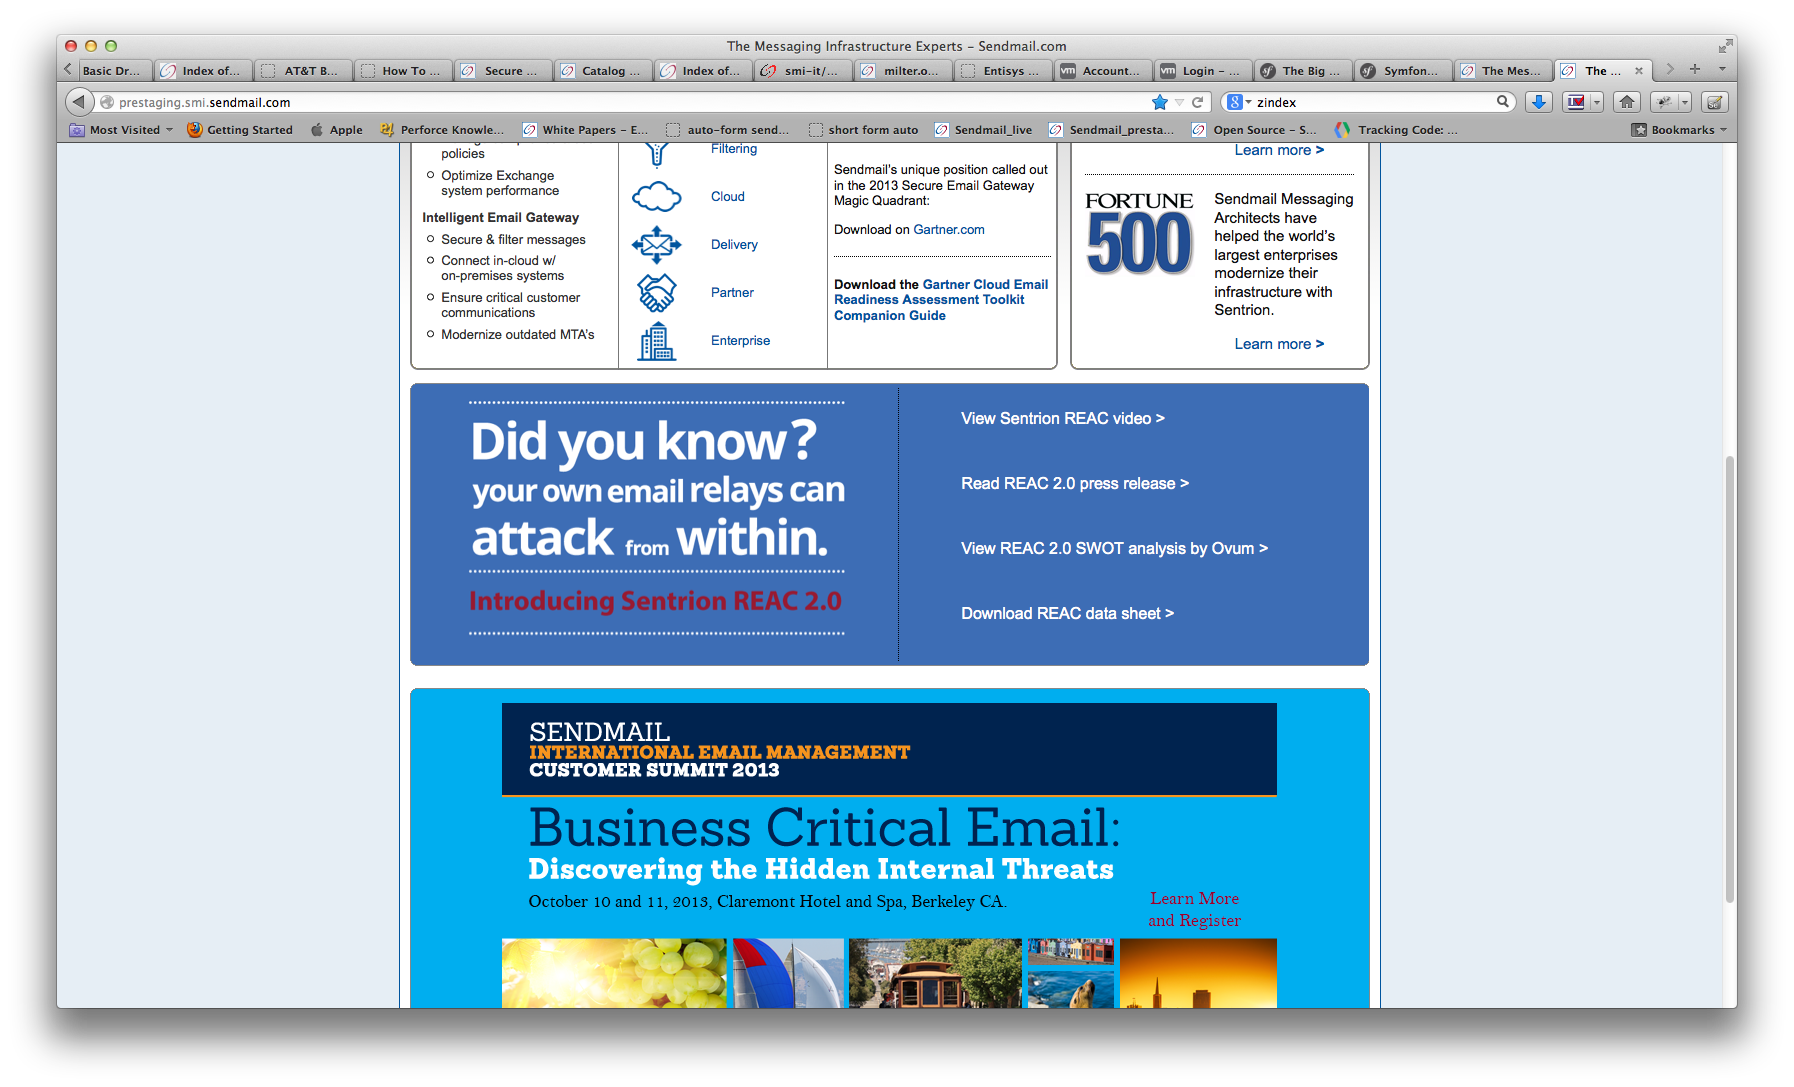 The Messaging Infrastructure Experts – Sendmail.com
Basic Dr...
Index of...
AT&T B...
How To ...
Secure ...
Catalog ...
Index of...
smi-it/...
milter.o...
Entisys ...
Account...
Login – ...
The Big ...
Symfon...
The Mes...
The ...
prestaging.smi.sendmail.com
zindex
Most Visited
Getting Started
Apple
Perforce Knowle...
White Papers – E...
auto-form send...
short form auto
Sendmail_live
Sendmail_presta...
Open Source – S...
Tracking Code: ...
Bookmarks
policies
Optimize Exchange
system performance
Intelligent Email Gateway
Secure & filter messages
Connect in-cloud w/
on-premises systems
Ensure critical customer
communications
Modernize outdated MTA's
Filtering
Cloud
Delivery
Partner
Enterprise
Sendmail's unique position called out
in the 2013 Secure Email Gateway
Magic Quadrant:
Download on Gartner.com
Download the Gartner Cloud Email
Readiness Assessment Toolkit
Companion Guide
Learn more >
FORTUNE
500
Sendmail Messaging
Architects have
helped the world's
largest enterprises
modernize their
infrastructure with
Sentrion.
Learn more >
Did you know?
your own email relays can
attack from within.
Introducing Sentrion REAC 2.0
View Sentrion REAC video >
Read REAC 2.0 press release >
View REAC 2.0 SWOT analysis by Ovum >
Download REAC data sheet >
SENDMAIL
INTERNATIONAL EMAIL MANAGEMENT
CUSTOMER SUMMIT 2013
Business Critical Email:
Discovering the Hidden Internal Threats
October 10 and 11, 2013, Claremont Hotel and Spa, Berkeley CA.
Learn More
and Register